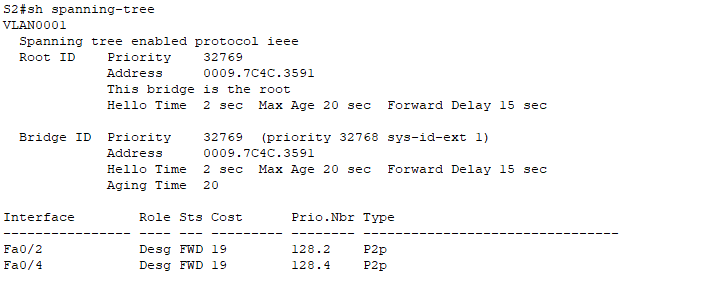 S2#sh spanning-tree
VLAN0001
  Spanning tree enabled protocol ieee
  Root ID    Priority    32769
             Address     0009.7C4C.3591
             This bridge is the root
             Hello Time  2 sec  Max Age 20 sec  Forward Delay 15 sec

  Bridge ID  Priority    32769  (priority 32768 sys-id-ext 1)
             Address     0009.7C4C.3591
             Hello Time  2 sec  Max Age 20 sec  Forward Delay 15 sec
             Aging Time  20

Interface        Role Sts Cost      Prio.Nbr Type
---------------- ---- --- --------- -------- --------------------------------
Fa0/2            Desg FWD 19        128.2    P2p
Fa0/4            Desg FWD 19        128.4    P2p